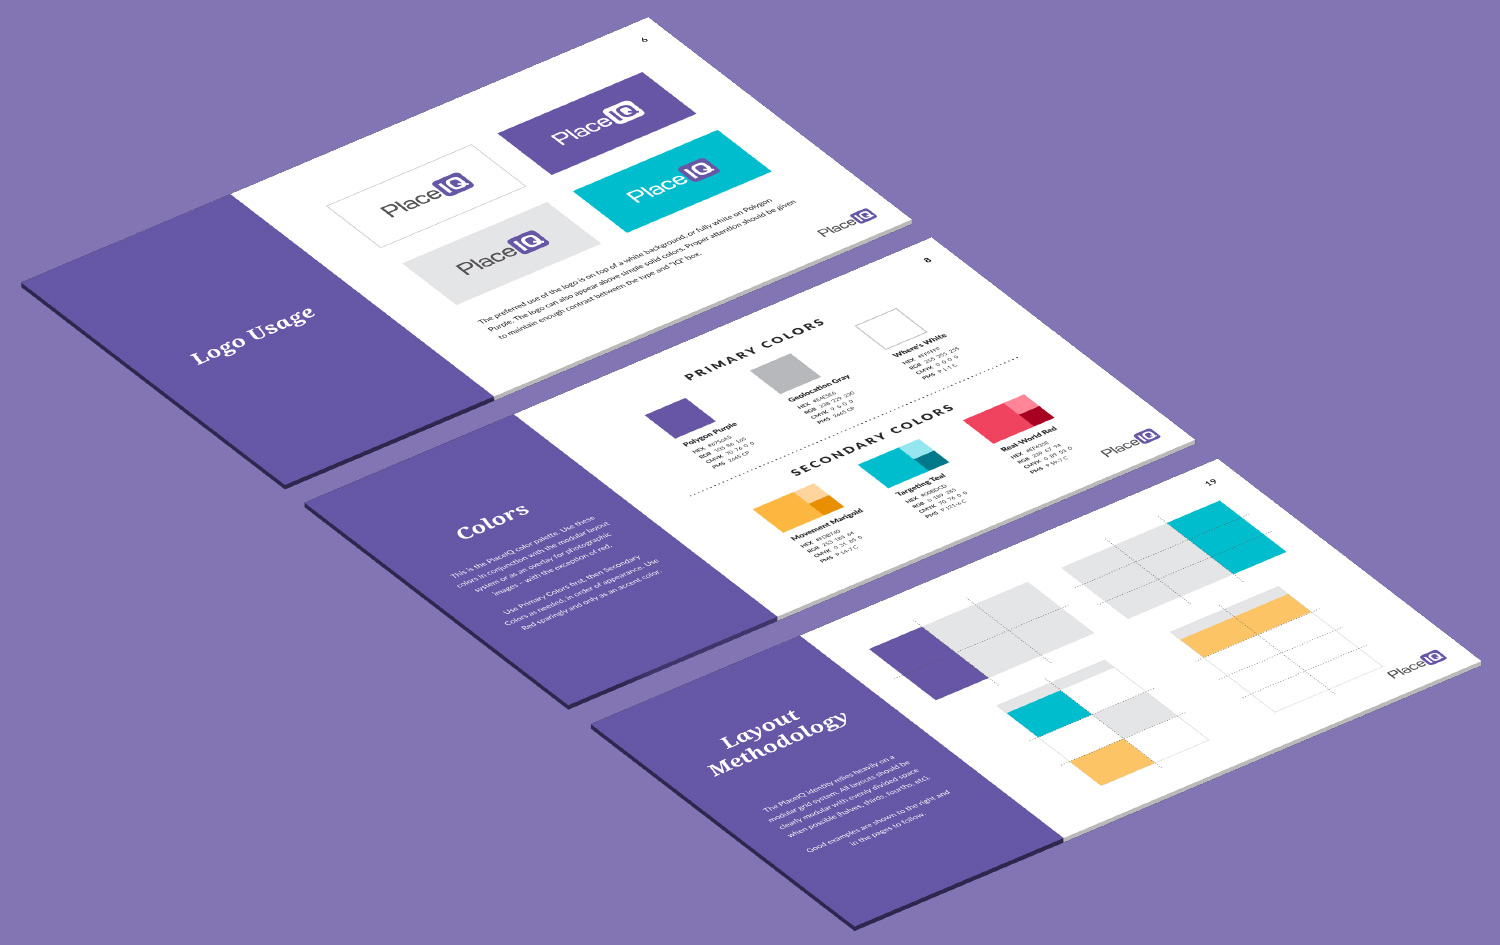 6
PlaceIQ
PlaceIQ
PlaceIQ
PlaceIQ
The preferred use of the logo is on top of a white background, or fully white on Polygon
Purple. The logo can also appear above simple solid colors. Proper attention should be given
to maintain enough contrast between the type and "IQ" box.
PlaceIQ
Logo Usage
8
PRIMARY COLORS
Polygon Purple
HEX
RGB 103 86 165
CMYK 70 76 0 0
PMS 2665 CP
Geolocation Gray
HEX #E4E5E6
RGB 228 229 230
CMYK 9 6 0 0
PMS 2665 CP
Where's White
HEX #FFFFFF
RGB 255 255 255
CMYK 0 0 0 0
PMS P 1-1 C
SECONDARY COLORS
Movement Marigold
HEX #FDB740
RGB 253 183 64
CMYK 0 31 85 0
PMS P 14-7 C
Targeting Teal
HEX #00BDCD
RGB 0 189 205
CMYK 70 76 0 0
PMS P 121-6 C
Real-World Red
HEX #EF435E
RGB 239 67 94
CMYK 0 89 53 0
PMS P 59-7 C
PlaceIQ
Colors
This is the PlaceIQ color palette. Use these
colors in conjunction with the modular layout
system or as an overlay for photographic
images – with the exception of red.
Use Primary Colors first, then Secondary
Colors as needed, in order of appearance. Use
Red sparingly and only as an accent color.
19
PlaceIQ
Layout
Methodology
The PlaceIQ identity relies heavily on a
modular grid system. All layouts should be
clearly modular with evenly divided space
when possible (halves, thirds, fourths, etc).
Good examples are shown to the right and
in the pages to follow.